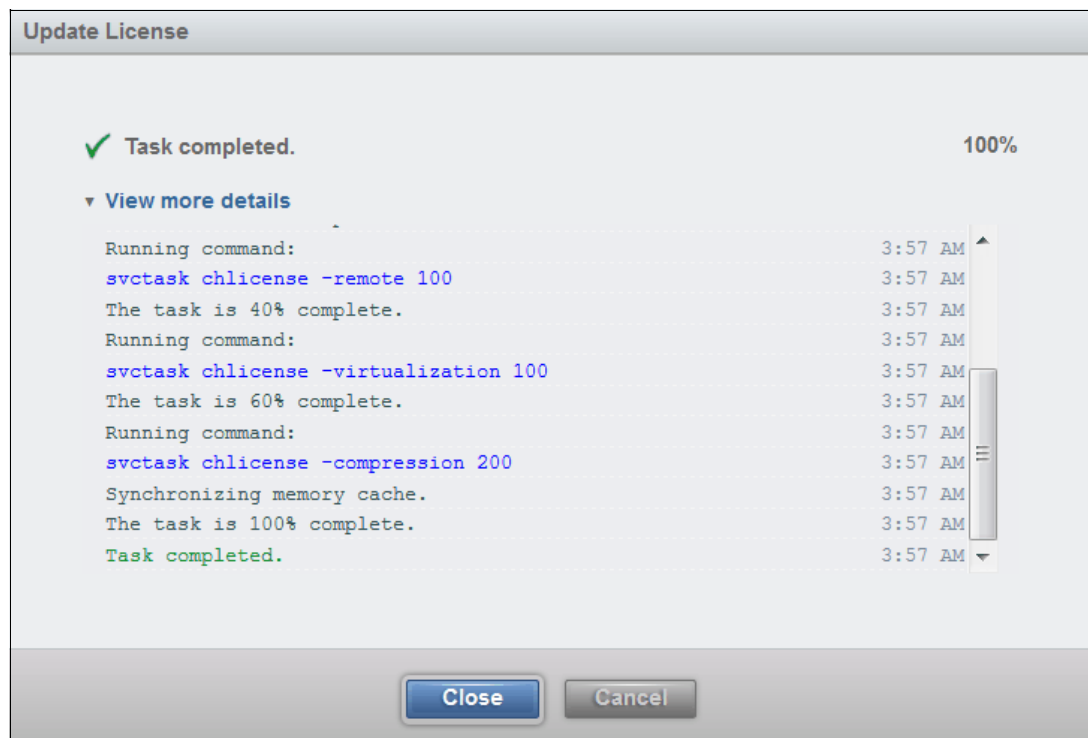 Update License
Task completed. 100%
View more details
Running command: 3:57 AM
svctask chlicense -remote 100 3:57 AM
The task is 40% complete. 3:57 AM
Running command: 3:57 AM
svctask chlicense -virtualization 100 3:57 AM
The task is 60% complete. 3:57 AM
Running command: 3:57 AM
svctask chlicense -compression 200 3:57 AM
Synchronizing memory cache. 3:57 AM
The task is 100% complete. 3:57 AM
Task completed. 3:57 AM
Close Cancel